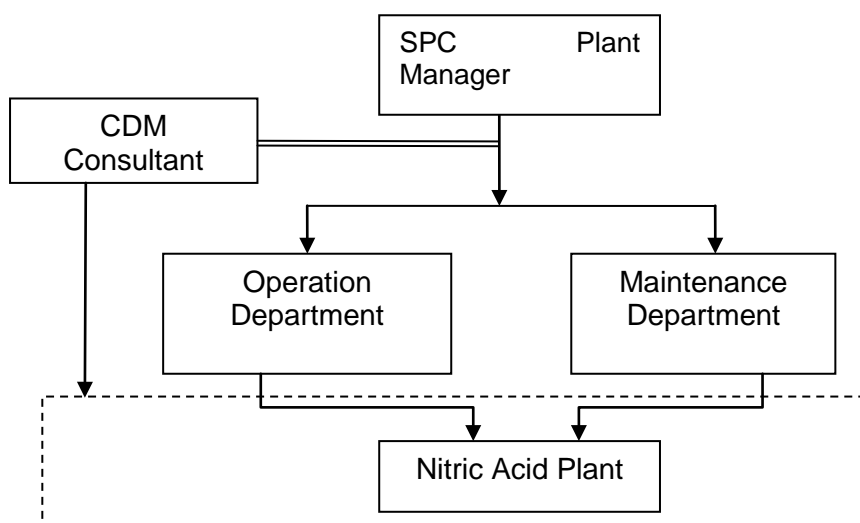 SPC Plant
Manager
CDM
Consultant
Operation
Department
Maintenance
Department
Nitric Acid Plant